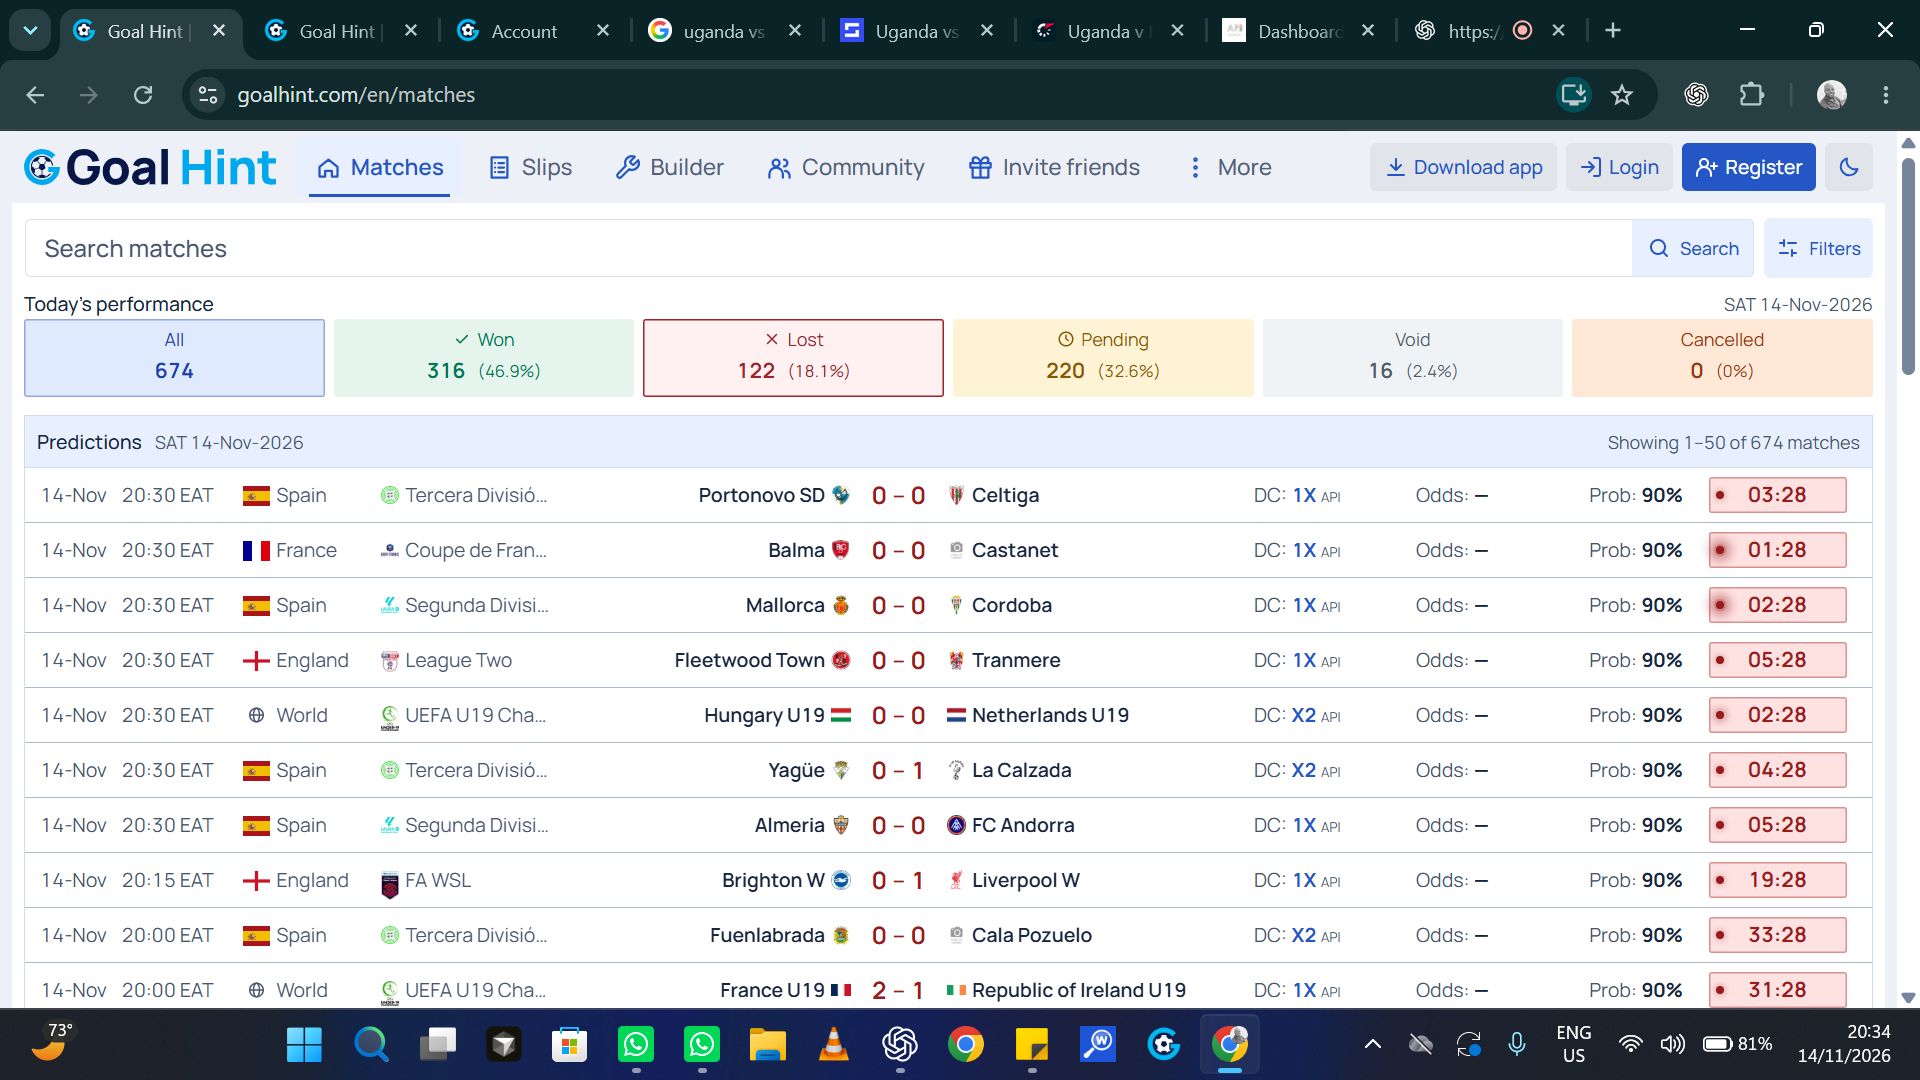 Goal Hint
Goal Hint
Account
uganda vs
Uganda vs
Uganda v
Dashboard
https:/
goalhint.com/en/matches
Goal Hint
Matches
Slips
Builder
Community
Invite friends
More
Download app
Login
Register
Search matches
Search
Filters
Today's performance
SAT 14-Nov-2026
All
674
Won
316 (46.9%)
Lost
122 (18.1%)
Pending
220 (32.6%)
Void
16 (2.4%)
Cancelled
0 (0%)
Predictions SAT 14-Nov-2026 Showing 1–50 of 674 matches
14-Nov 20:30 EAT Spain Tercera Divisió... Portonovo SD 0 – 0 Celtiga DC: 1X API Odds: — Prob: 90% 03:28
14-Nov 20:30 EAT France Coupe de Fran... Balma 0 – 0 Castanet DC: 1X API Odds: — Prob: 90% 01:28
14-Nov 20:30 EAT Spain Segunda Divisi... Mallorca 0 – 0 Cordoba DC: 1X API Odds: — Prob: 90% 02:28
14-Nov 20:30 EAT England League Two Fleetwood Town 0 – 0 Tranmere DC: 1X API Odds: — Prob: 90% 05:28
14-Nov 20:30 EAT World UEFA U19 Cha... Hungary U19 0 – 0 Netherlands U19 DC: X2 API Odds: — Prob: 90% 02:28
14-Nov 20:30 EAT Spain Tercera Divisió... Yagüe 0 – 1 La Calzada DC: X2 API Odds: — Prob: 90% 04:28
14-Nov 20:30 EAT Spain Segunda Divisi... Almeria 0 – 0 FC Andorra DC: 1X API Odds: — Prob: 90% 05:28
14-Nov 20:15 EAT England FA WSL Brighton W 0 – 1 Liverpool W DC: 1X API Odds: — Prob: 90% 19:28
14-Nov 20:00 EAT Spain Tercera Divisió... Fuenlabrada 0 – 0 Cala Pozuelo DC: X2 API Odds: — Prob: 90% 33:28
14-Nov 20:00 EAT World UEFA U19 Cha... France U19 2 – 1 Republic of Ireland U19 DC: 1X API Odds: — Prob: 90% 31:28
73°
ENG
US
81%
20:34
14/11/2026